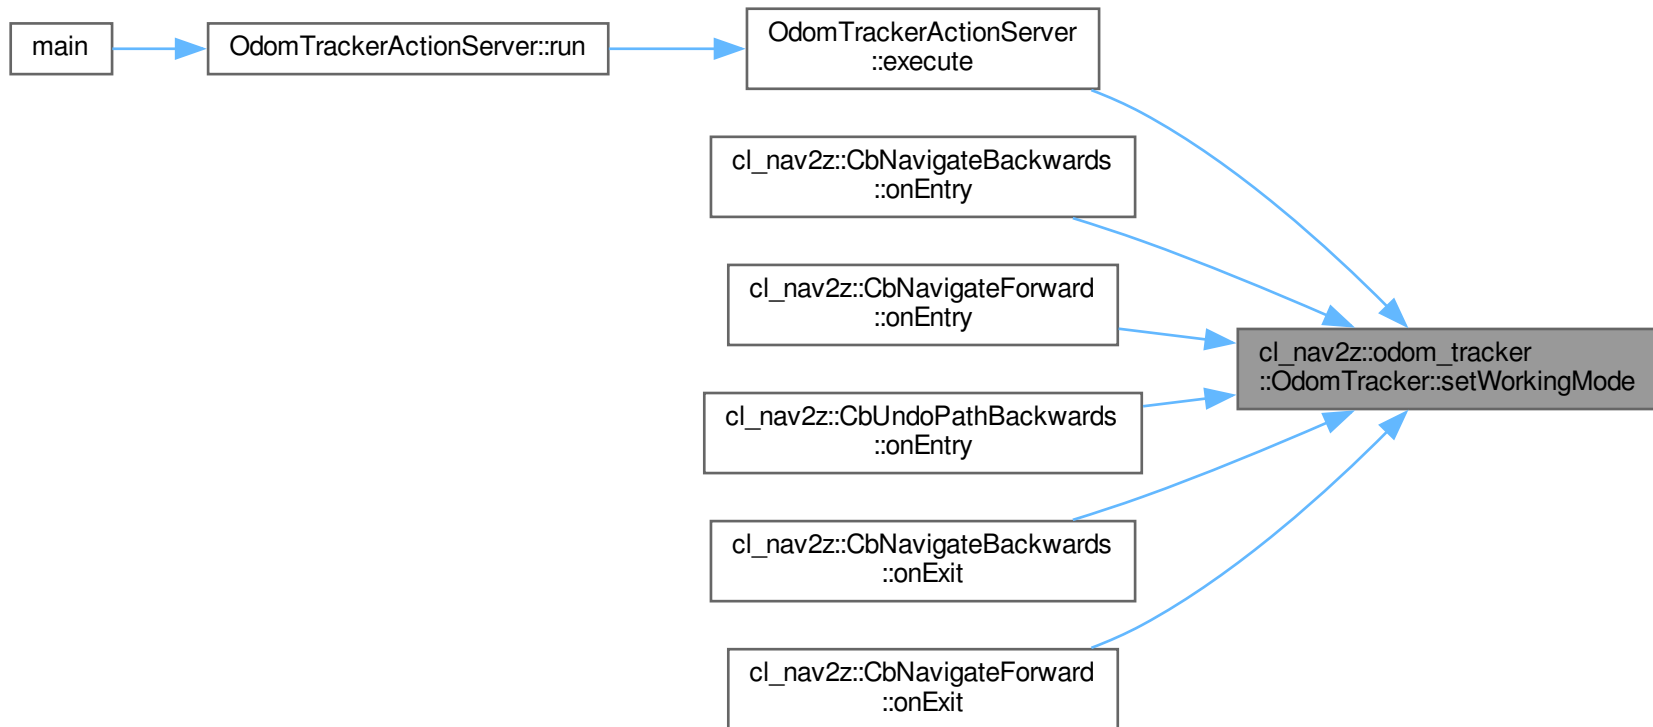 main
OdomTrackerActionServer::run
OdomTrackerActionServer
::execute
cl_nav2z::CbNavigateBackwards
::onEntry
cl_nav2z::CbNavigateForward
::onEntry
cl_nav2z::CbUndoPathBackwards
::onEntry
cl_nav2z::CbNavigateBackwards
::onExit
cl_nav2z::CbNavigateForward
::onExit
cl_nav2z::odom_tracker
::OdomTracker::setWorkingMode